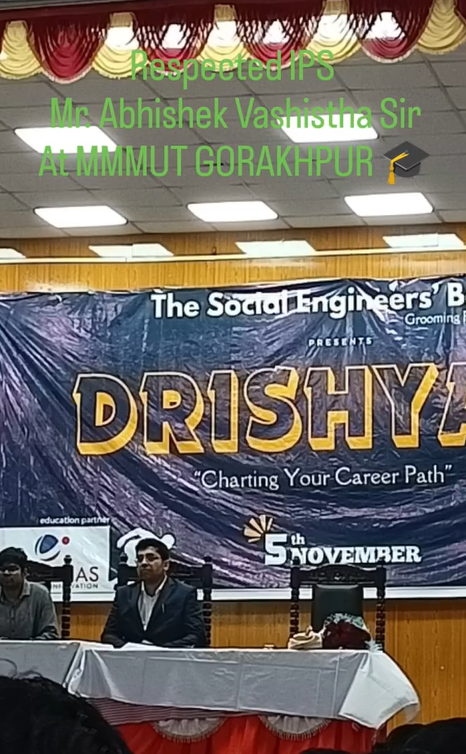 Respected IPS
Mr. Abhishek Vashistha Sir
At MMMUT GORAKHPUR 🎓
The Social Engineers' B
Grooming
PRESENTS
DRISHYA
"Charting Your Career Path"
education partner
5th NOVEMBER
AS